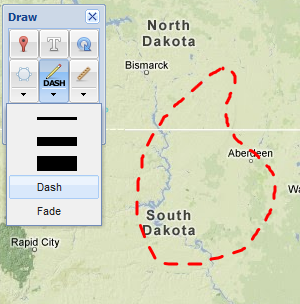 Draw
T
DASH
Dash
Fade
North
Dakota
Bismarck
Aberdeen
South
Dakota
Rapid City
Wa